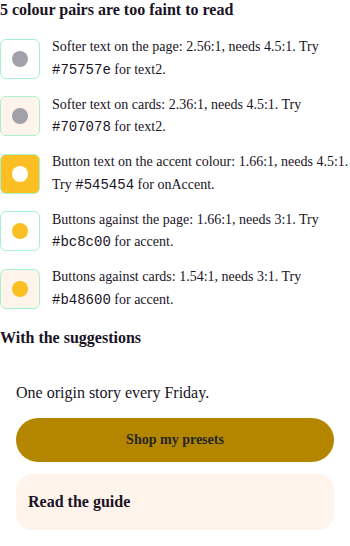 5 colour pairs are too faint to read
Softer text on the page: 2.56:1, needs 4.5:1. Try
#75757e for text2.
Softer text on cards: 2.36:1, needs 4.5:1. Try
#707078 for text2.
Button text on the accent colour: 1.66:1, needs 4.5:1.
Try #545454 for onAccent.
Buttons against the page: 1.66:1, needs 3:1. Try
#bc8c00 for accent.
Buttons against cards: 1.54:1, needs 3:1. Try
#b48600 for accent.
With the suggestions
One origin story every Friday.
Shop my presets
Read the guide